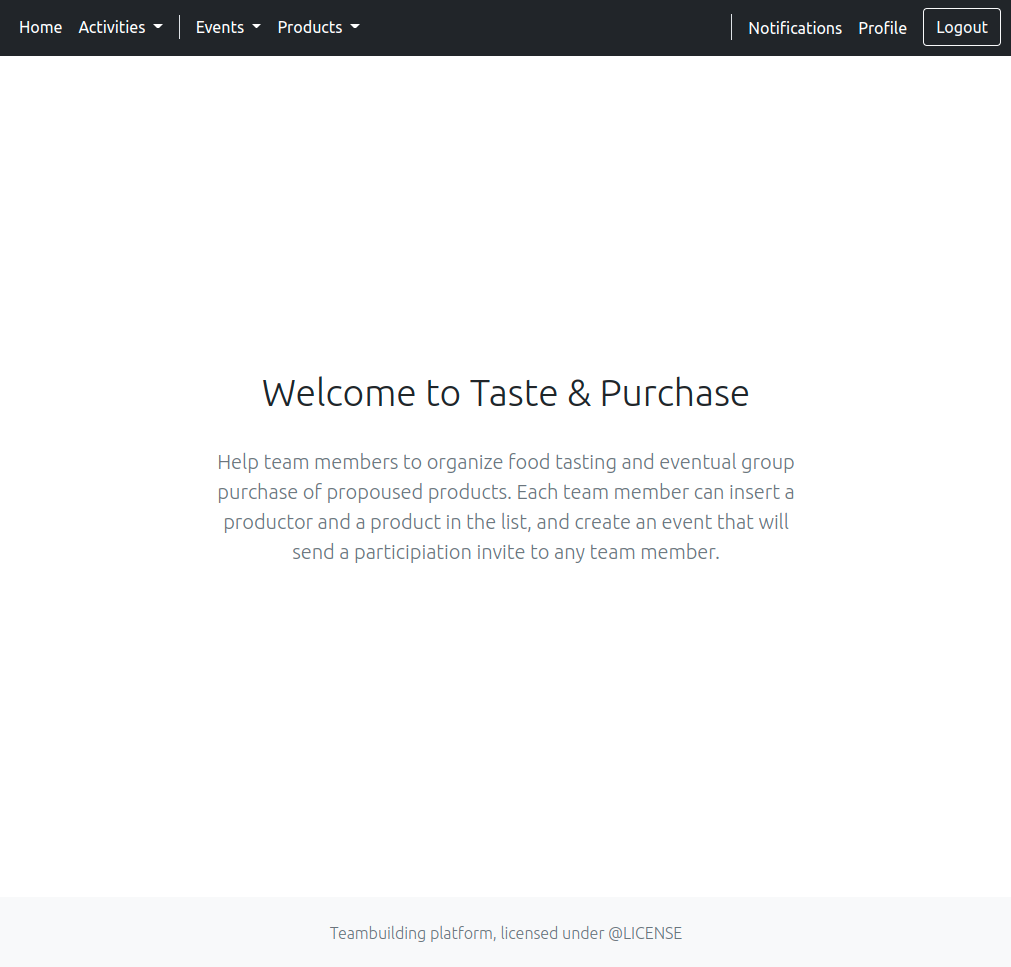 Home Activities Events Products Notifications Profile Logout
Welcome to Taste & Purchase
Help team members to organize food tasting and eventual group
purchase of propoused products. Each team member can insert a
productor and a product in the list, and create an event that will
send a participiation invite to any team member.
Teambuilding platform, licensed under @LICENSE